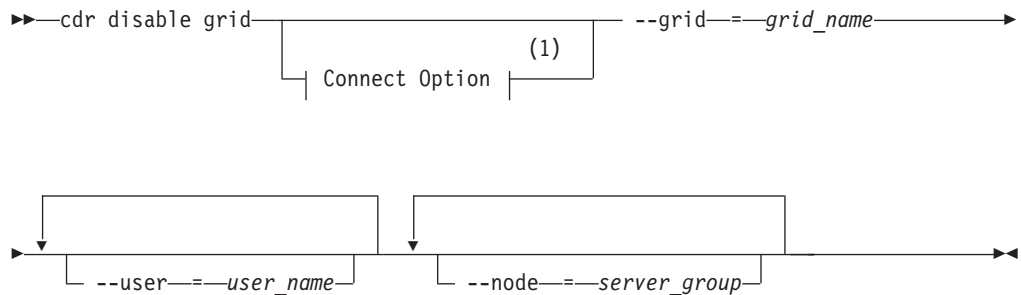 cdr disable grid --grid = grid_name
(1)
Connect Option
--user = user_name --node = server_group